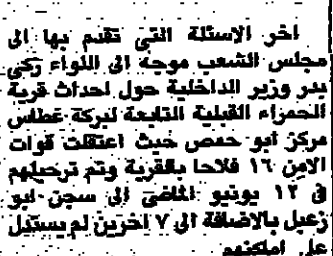 اخر الاسئلة التي تقدم بها الى
مجلس الشعب موجه الى اللواء زكي
بدر وزير الداخلية حول احداث قرية
الحمراء القبلية التابعة لبركة غطاس
مركز ابو حمص حيث اعتقلت قوات
الامن ١٦ فلاحا بالقرية وتم ترحيلهم
في ١٢ يونيو الماضي الى سجن ابو
زعبل بالاضافة الى ٧ اخرين لم يستدل
على اماكنهم